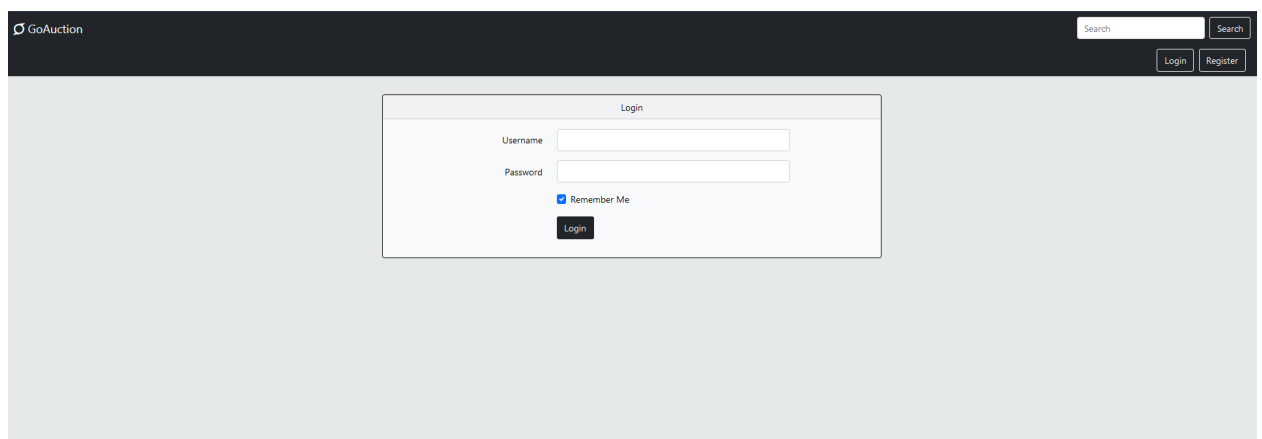 GoAuction
Search Search
Login Register
Login
Username
Password
Remember Me
Login